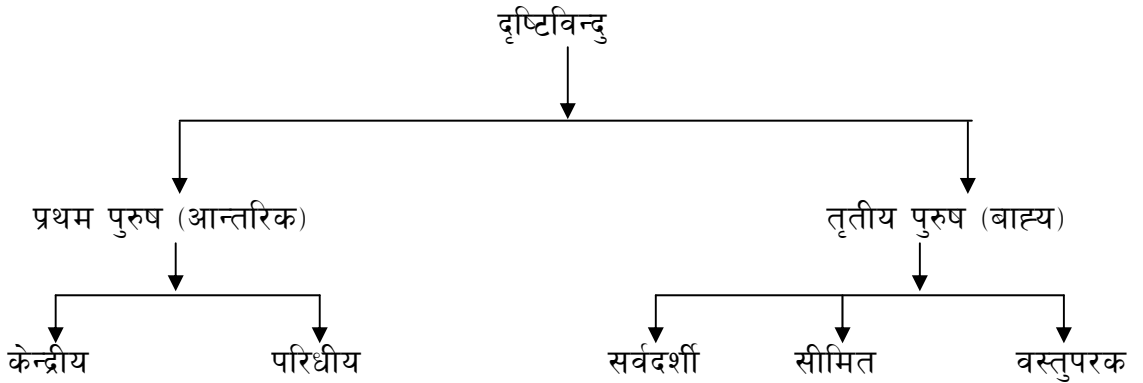 दृष्टिविन्दु
प्रथम पुरुष (आन्तरिक) तृतीय पुरुष (बाह्य)
केन्द्रीय परिधीय सर्वदर्शी सीमित वस्तुपरक